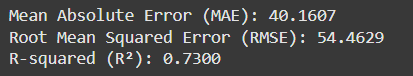 Mean Absolute Error (MAE): 40.1607
Root Mean Squared Error (RMSE): 54.4629
R-squared (R²): 0.7300